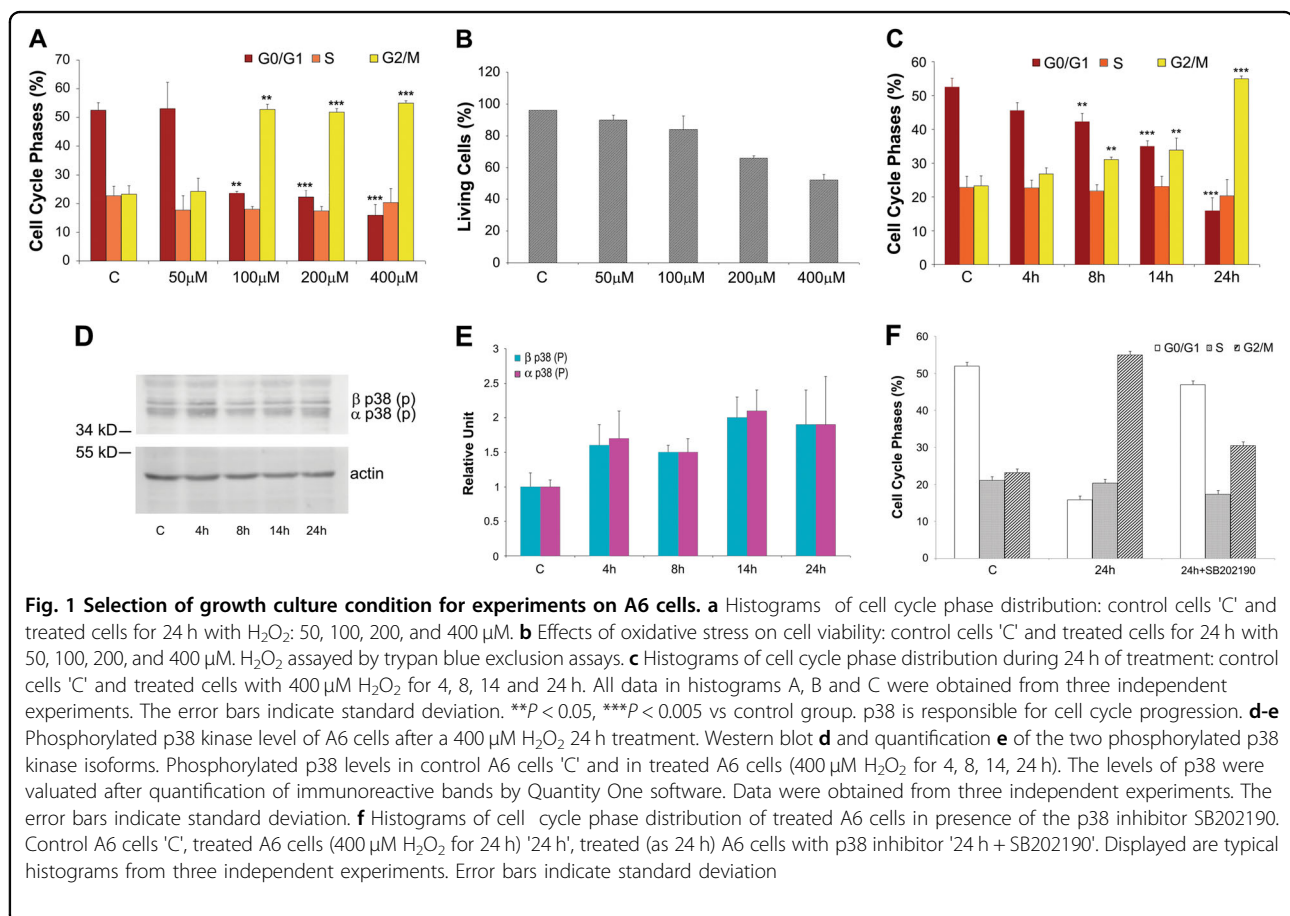 A
G0/G1 S G2/M
Cell Cycle Phases (%)
70
60
50
40
30
20
10
0
** *** ***
** *** ***
C 50µM 100µM 200µM 400µM
B
Living Cells (%)
120
100
80
60
40
20
0
C 50µM 100µM 200µM 400µM
C
G0/G1 S G2/M
Cell Cycle Phases (%)
60
50
40
30
20
10
0
** ** *** ** *** ***
C 4h 8h 14h 24h
D
β p38 (p)
α p38 (p)
34 kD
55 kD
actin
C 4h 8h 14h 24h
E
β p38 (P)
α p38 (P)
Relative Unit
3
2.5
2
1.5
1
0.5
0
C 4h 8h 14h 24h
F
G0/G1 S G2/M
Cell Cycle Phases (%)
60
50
40
30
20
10
0
C 24h 24h+SB202190
Fig. 1 Selection of growth culture condition for experiments on A6 cells. a Histograms of cell cycle phase distribution: control cells 'C' and
treated cells for 24 h with H₂O₂: 50, 100, 200, and 400 µM. b Effects of oxidative stress on cell viability: control cells 'C' and treated cells for 24 h with
50, 100, 200, and 400 µM. H₂O₂ assayed by trypan blue exclusion assays. c Histograms of cell cycle phase distribution during 24 h of treatment: control
cells 'C' and treated cells with 400 µM H₂O₂ for 4, 8, 14 and 24 h. All data in histograms A, B and C were obtained from three independent
experiments. The error bars indicate standard deviation. **P < 0.05, ***P < 0.005 vs control group. p38 is responsible for cell cycle progression. d-e
Phosphorylated p38 kinase level of A6 cells after a 400 µM H₂O₂ 24 h treatment. Western blot d and quantification e of the two phosphorylated p38
kinase isoforms. Phosphorylated p38 levels in control A6 cells 'C' and in treated A6 cells (400 µM H₂O₂ for 4, 8, 14, 24 h). The levels of p38 were
valuated after quantification of immunoreactive bands by Quantity One software. Data were obtained from three independent experiments. The
error bars indicate standard deviation. f Histograms of cell cycle phase distribution of treated A6 cells in presence of the p38 inhibitor SB202190.
Control A6 cells 'C', treated A6 cells (400 µM H₂O₂ for 24 h) '24 h', treated (as 24 h) A6 cells with p38 inhibitor '24 h + SB202190'. Displayed are typical
histograms from three independent experiments. Error bars indicate standard deviation